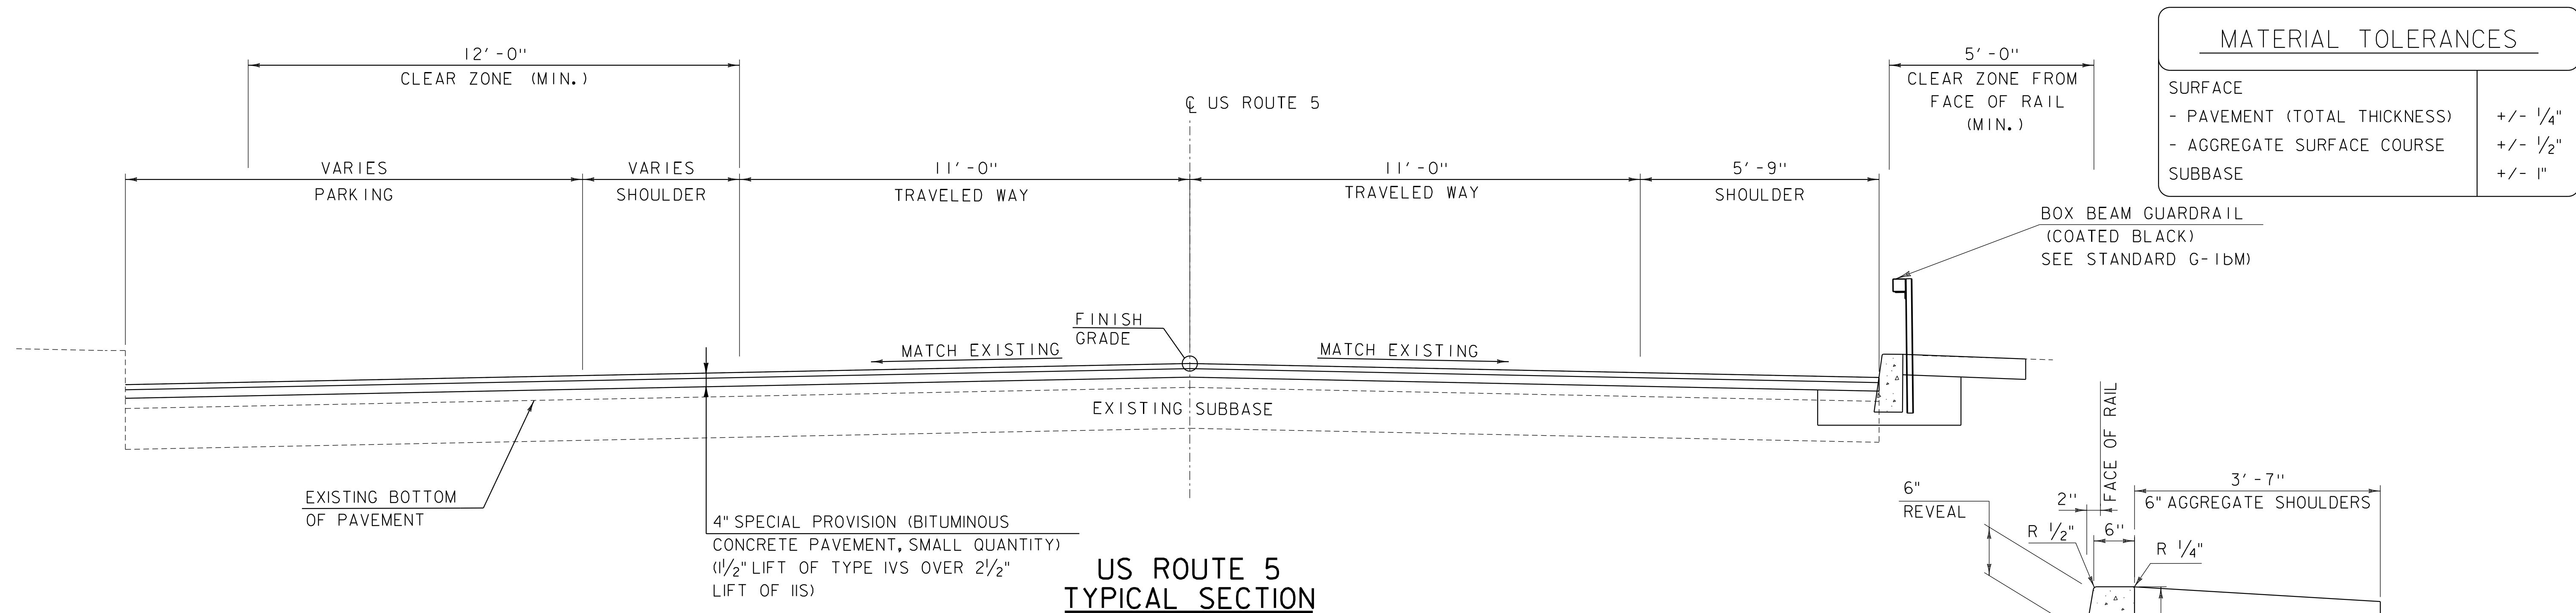 12'-0"
CLEAR ZONE (MIN.)
℄ US ROUTE 5
5'-0"
CLEAR ZONE FROM
FACE OF RAIL
(MIN.)
MATERIAL TOLERANCES
SURFACE
- PAVEMENT (TOTAL THICKNESS) +/- 1/4"
- AGGREGATE SURFACE COURSE +/- 1/2"
SUBBASE +/- 1"
VARIES
PARKING
VARIES
SHOULDER
11'-0"
TRAVELED WAY
11'-0"
TRAVELED WAY
5'-9"
SHOULDER
BOX BEAM GUARDRAIL
(COATED BLACK)
SEE STANDARD G-1bM)
FINISH
GRADE
MATCH EXISTING
MATCH EXISTING
EXISTING SUBBASE
EXISTING BOTTOM
OF PAVEMENT
4" SPECIAL PROVISION (BITUMINOUS
CONCRETE PAVEMENT, SMALL QUANTITY)
(1 1/2" LIFT OF TYPE IVS OVER 2 1/2"
LIFT OF IIS)
US ROUTE 5
TYPICAL SECTION
6"
REVEAL
2"
FACE OF RAIL
3'-7"
6" AGGREGATE SHOULDERS
R 1/2"
6"
R 1/4"